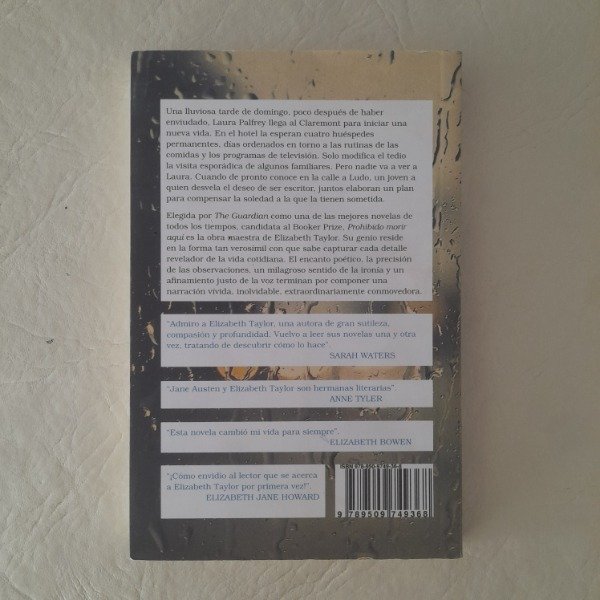 Una lluviosa tarde de domingo, poco después de haber
enviudado, Laura Palfrey llega al Claremont para iniciar una
nueva vida. En el hotel la esperan cuatro huéspedes
permanentes, días ordenados en torno a las rutinas de las
comidas y los programas de televisión. Solo modifica el tedio
la visita esporádica de algunos familiares. Pero nadie va a ver a
Laura. Cuando de pronto conoce en la calle a Ludo, un joven a
quien desvela el deseo de ser escritor, juntos elaboran un plan
para compensar la soledad a la que la tienen sometida.
Elegida por The Guardian como una de las mejores novelas de
todos los tiempos, candidata al Booker Prize, Prohibido morir
aquí es la obra maestra de Elizabeth Taylor. Su genio reside
en la forma tan verosímil con que sabe capturar cada detalle
revelador de la vida cotidiana. El encanto poético, la precisión
de las observaciones, un milagroso sentido de la ironía y un
afinamiento justo de la voz terminan por componer una
narración vívida, inolvidable, extraordinariamente conmovedora.
"Admiro a Elizabeth Taylor, una autora de gran sutileza,
compasión y profundidad. Vuelvo a leer sus novelas una y otra
vez, tratando de descubrir cómo lo hace".
SARAH WATERS
"Jane Austen y Elizabeth Taylor son hermanas literarias".
ANNE TYLER
"Esta novela cambió mi vida para siempre".
ELIZABETH BOWEN
"¡Cómo envidio al lector que se acerca
a Elizabeth Taylor por primera vez!".
ELIZABETH JANE HOWARD
ISBN 978-950-9749-36-8
9 789509 749368